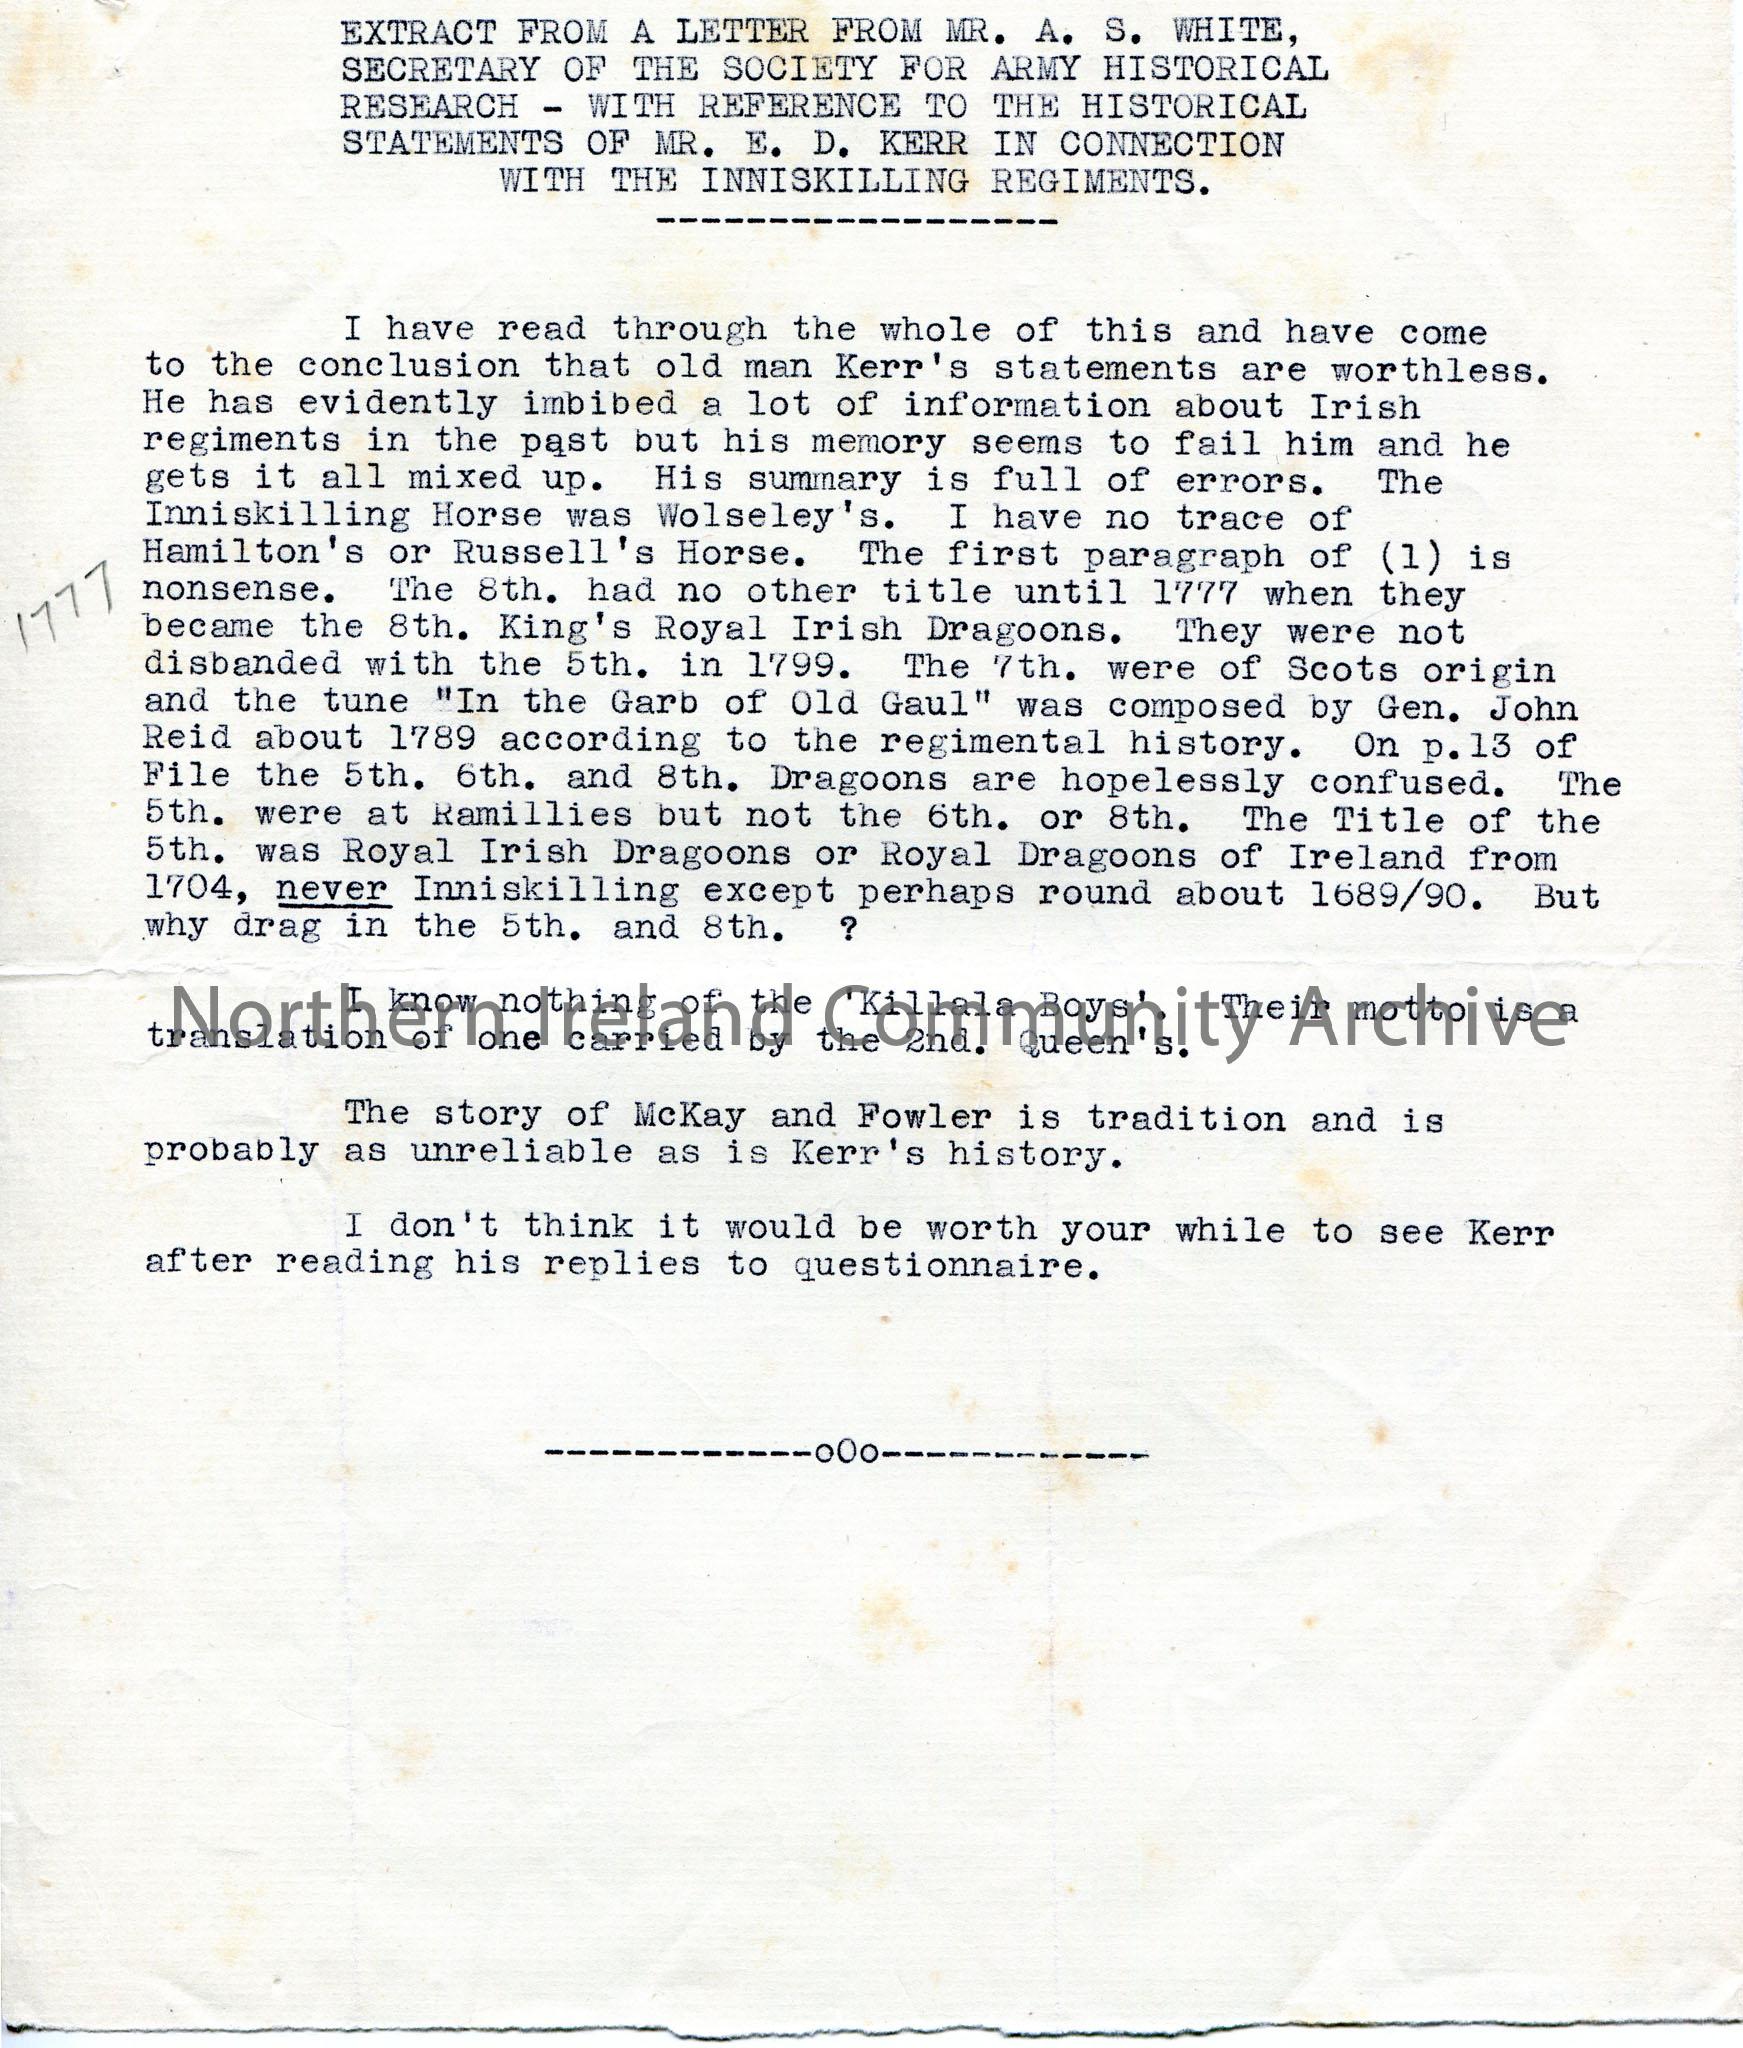 EXTRACT FROM A LETTER FROM MR. A. S. WHITE,
SECRETARY OF THE SOCIETY FOR ARMY HISTORICAL
RESEARCH - WITH REFERENCE TO THE HISTORICAL
STATEMENTS OF MR. E. D. KERR IN CONNECTION
WITH THE INNISKILLING REGIMENTS.
------------------
I have read through the whole of this and have come
to the conclusion that old man Kerr's statements are worthless.
He has evidently imbibed a lot of information about Irish
regiments in the past but his memory seems to fail him and he
gets it all mixed up. His summary is full of errors. The
Inniskilling Horse was Wolseley's. I have no trace of
Hamilton's or Russell's Horse. The first paragraph of (1) is
1777
nonsense. The 8th. had no other title until 1777 when they
became the 8th. King's Royal Irish Dragoons. They were not
disbanded with the 5th. in 1799. The 7th. were of Scots origin
and the tune "In the Garb of Old Gaul" was composed by Gen. John
Reid about 1789 according to the regimental history. On p.13 of
File the 5th. 6th. and 8th. Dragoons are hopelessly confused. The
5th. were at Ramillies but not the 6th. or 8th. The Title of the
5th. was Royal Irish Dragoons or Royal Dragoons of Ireland from
1704, never Inniskilling except perhaps round about 1689/90. But
why drag in the 5th. and 8th. ?
I know nothing of the 'Killala Boys'. Their motto is a
Northern Ireland Community Archive
translation of one carried by the 2nd. Queen's.
The story of McKay and Fowler is tradition and is
probably as unreliable as is Kerr's history.
I don't think it would be worth your while to see Kerr
after reading his replies to questionnaire.
------------oOo------------